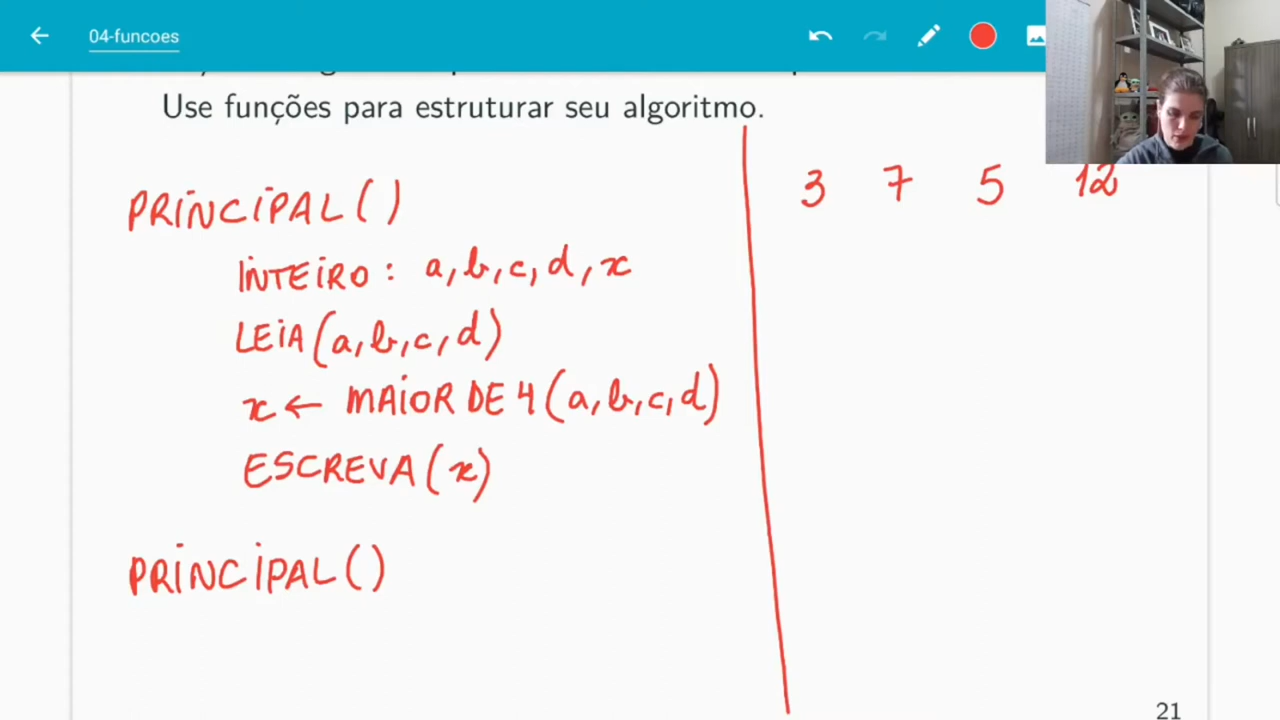 04-funcoes
Use funções para estruturar seu algoritmo.
PRINCIPAL()
INTEIRO: a, b, c, d, x
LEIA(a, b, c, d)
x ← MAIOR DE 4 (a, b, c, d)
ESCREVA(x)
PRINCIPAL()
3 7 5 12
21